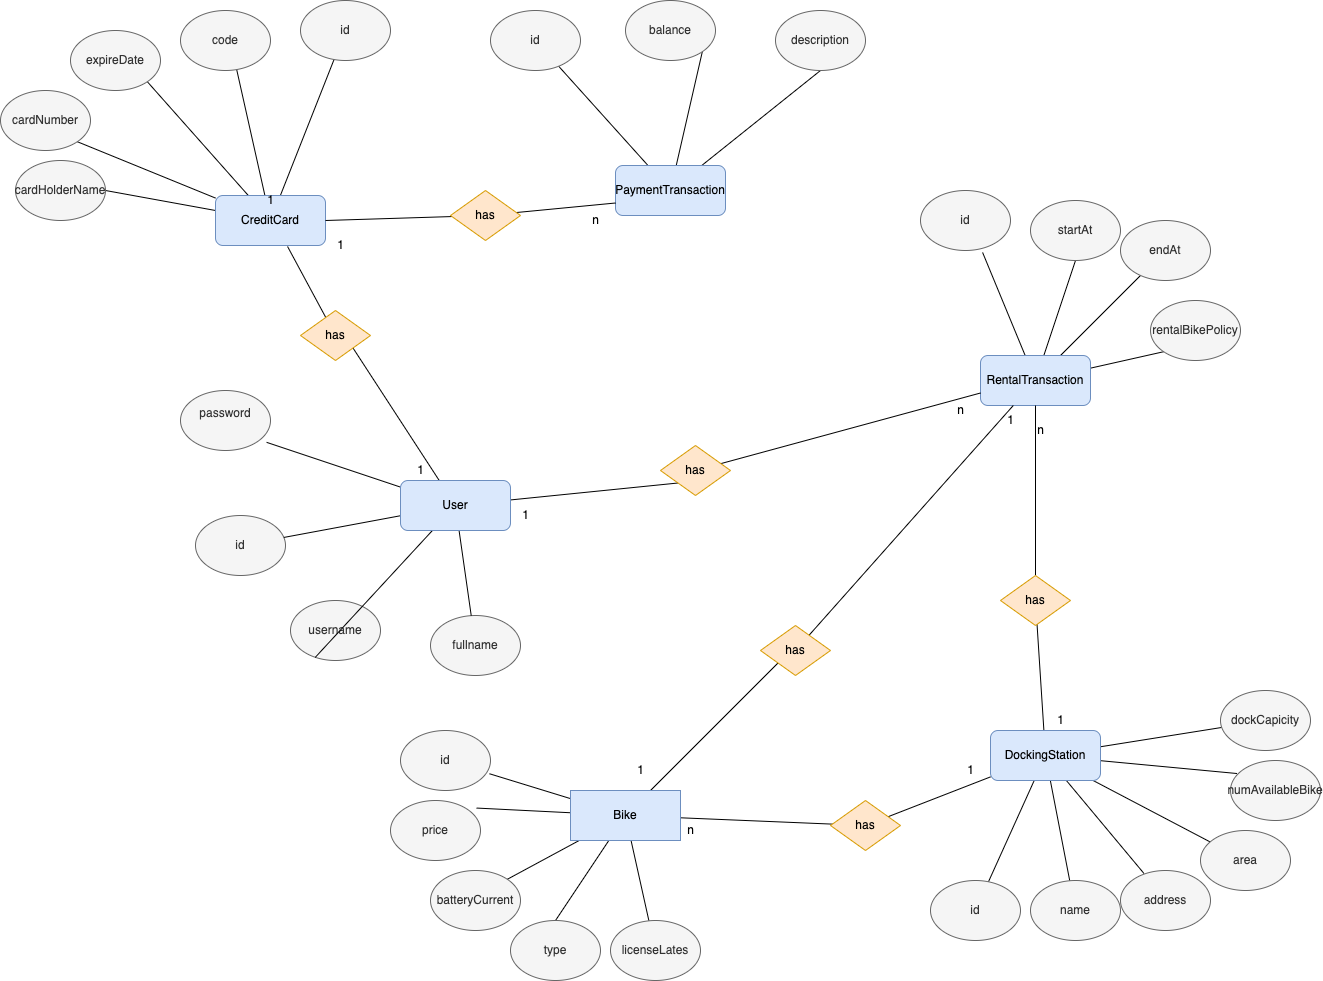 id
code
expireDate
cardNumber
cardHolderName
1
CreditCard
1
has
n
id
balance
description
PaymentTransaction
has
id
startAt
endAt
rentalBikePolicy
RentalTransaction
n
1
n
password
1
User
1
has
id
username
fullname
has
has
1
1
1
dockCapicity
DockingStation
numAvailableBike
area
address
name
id
id
price
Bike
n
has
batteryCurrent
type
licenseLates